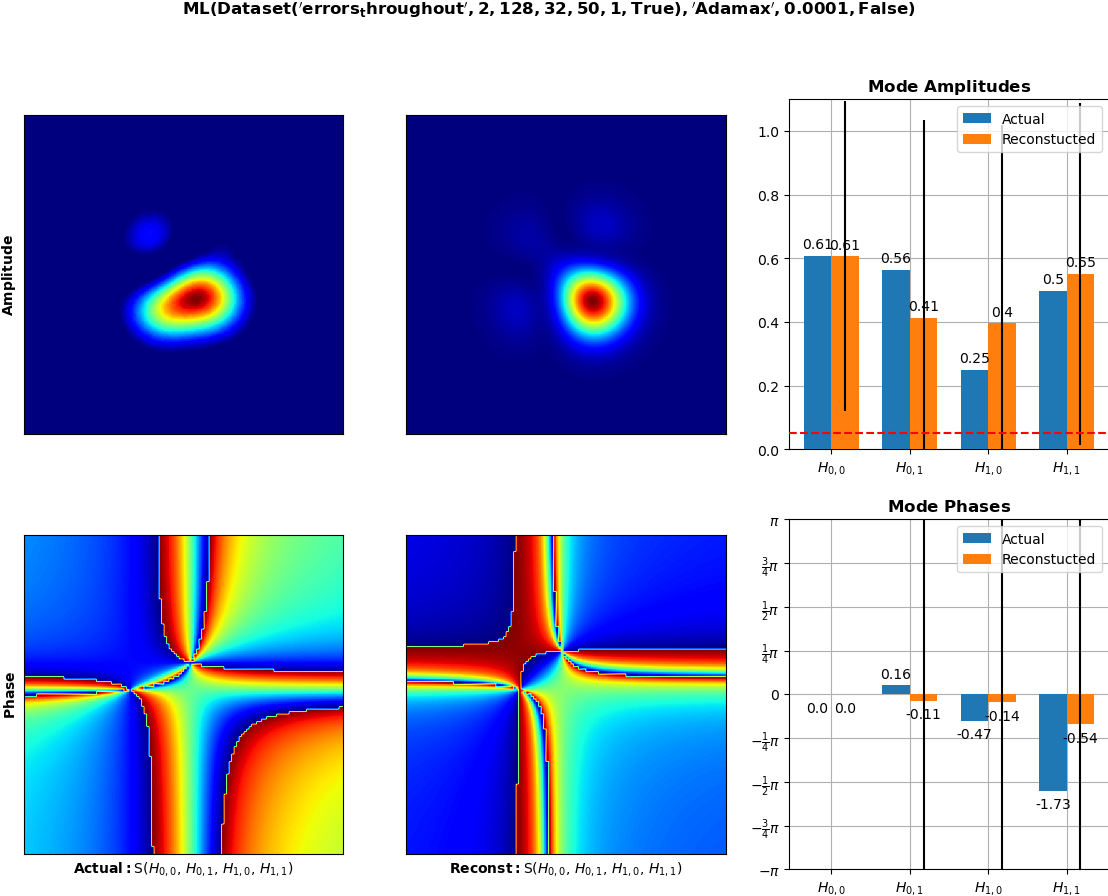 ML(Dataset('errors_throughout', 2, 128, 32, 50, 1, True), 'Adamax', 0.0001, False)
Mode Amplitudes
Amplitude
Actual
Reconstucted
1.0
0.8
0.6
0.4
0.2
0.0
0.61
0.61
0.56
0.41
0.25
0.4
0.5
0.55
H0,0
H0,1
H1,0
H1,1
Mode Phases
Phase
Actual
Reconstucted
π
3/4π
1/2π
1/4π
0
−1/4π
−1/2π
−3/4π
−π
0.0
0.0
0.16
-0.11
-0.47
-0.14
-1.73
-0.54
H0,0
H0,1
H1,0
H1,1
Actual: S(H0,0, H0,1, H1,0, H1,1)
Reconst: S(H0,0, H0,1, H1,0, H1,1)